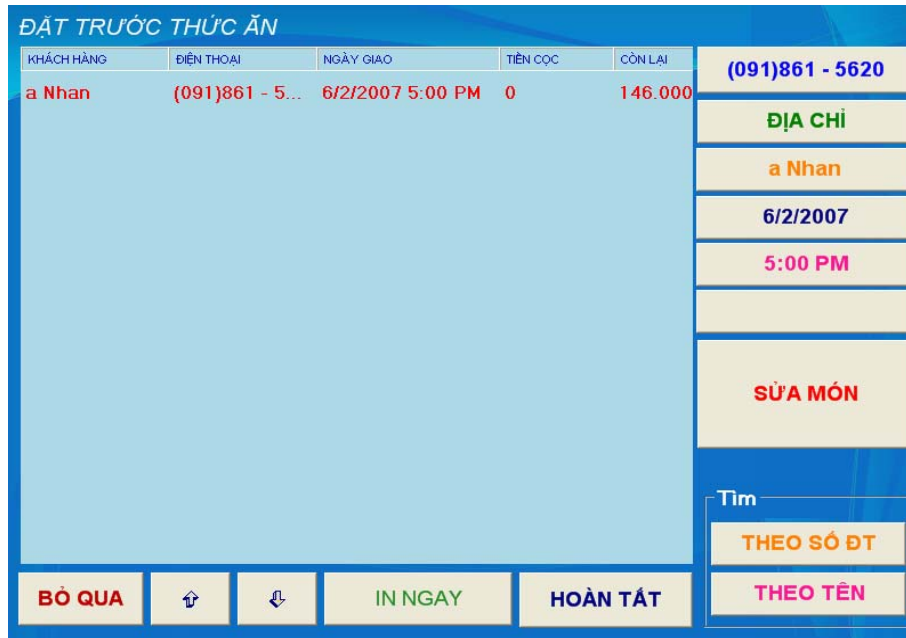 ĐẶT TRƯỚC THỨC ĂN
KHÁCH HÀNG ĐIỆN THOẠI NGÀY GIAO TIỀN CỌC CÒN LẠI
a Nhan (091)861 - 5... 6/2/2007 5:00 PM 0 146.000
(091)861 - 5620
ĐỊA CHỈ
a Nhan
6/2/2007
5:00 PM
SỬA MÓN
Tìm
THEO SỐ ĐT
THEO TÊN
BỎ QUA IN NGAY HOÀN TẤT